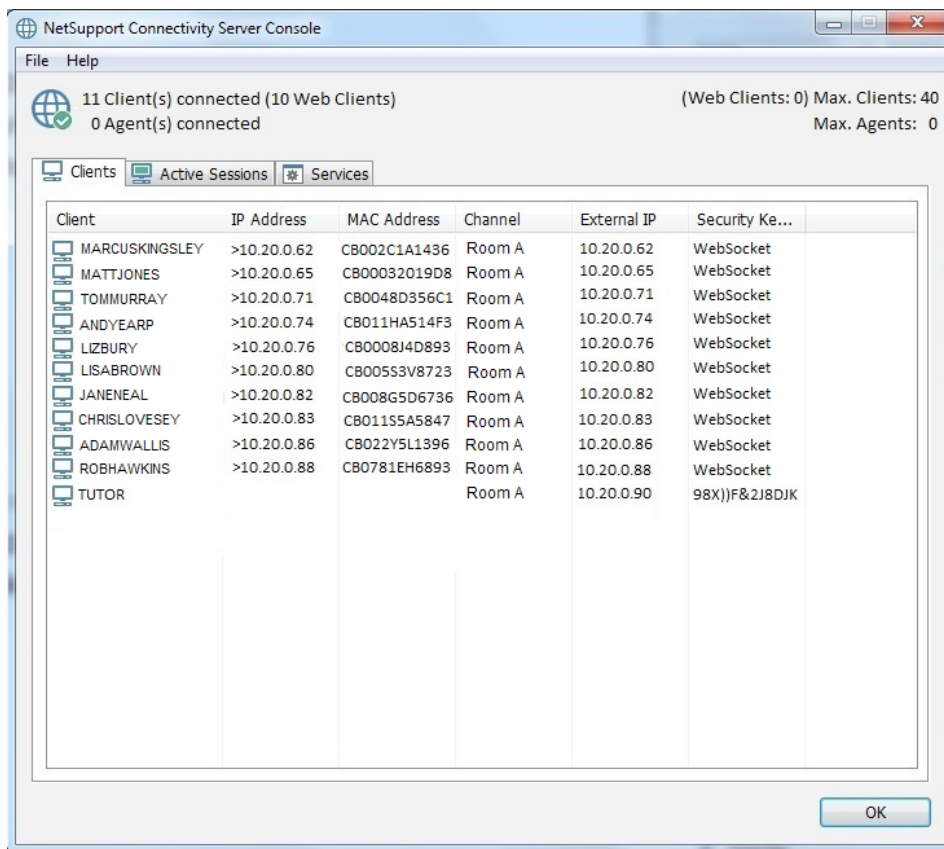 NetSupport Connectivity Server Console
File Help
11 Client(s) connected (10 Web Clients) (Web Clients: 0) Max. Clients: 40
0 Agent(s) connected Max. Agents: 0
Clients Active Sessions Services
Client IP Address MAC Address Channel External IP Security Ke...
MARCUSKINGSLEY >10.20.0.62 CB002C1A1436 Room A 10.20.0.62 WebSocket
MATTJONES >10.20.0.65 CB00032019D8 Room A 10.20.0.65 WebSocket
TOMMURRAY >10.20.0.71 CB0048D356C1 Room A 10.20.0.71 WebSocket
ANDYEARP >10.20.0.74 CB011HA514F3 Room A 10.20.0.74 WebSocket
LIZBURY >10.20.0.76 CB0008J4D893 Room A 10.20.0.76 WebSocket
LISABROWN >10.20.0.80 CB005S3V8723 Room A 10.20.0.80 WebSocket
JANENEAL >10.20.0.82 CB008G5D6736 Room A 10.20.0.82 WebSocket
CHRISLOVESEY >10.20.0.83 CB011S5A5847 Room A 10.20.0.83 WebSocket
ADAMWALLIS >10.20.0.86 CB022Y5L1396 Room A 10.20.0.86 WebSocket
ROBHAWKINS >10.20.0.88 CB0781EH6893 Room A 10.20.0.88 WebSocket
TUTOR Room A 10.20.0.90 98X))F&2J8DJK
OK